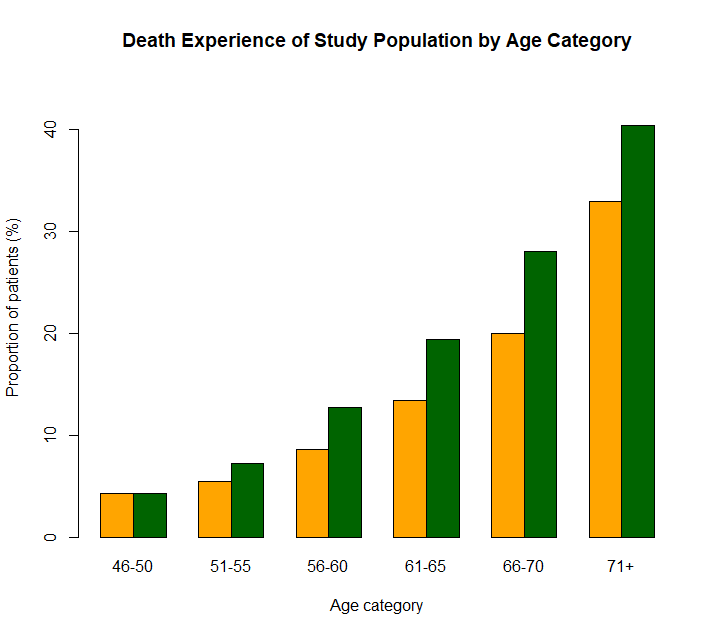 Death Experience of Study Population by Age Category
Proportion of patients (%)
40
30
20
10
0
46-50 51-55 56-60 61-65 66-70 71+
Age category